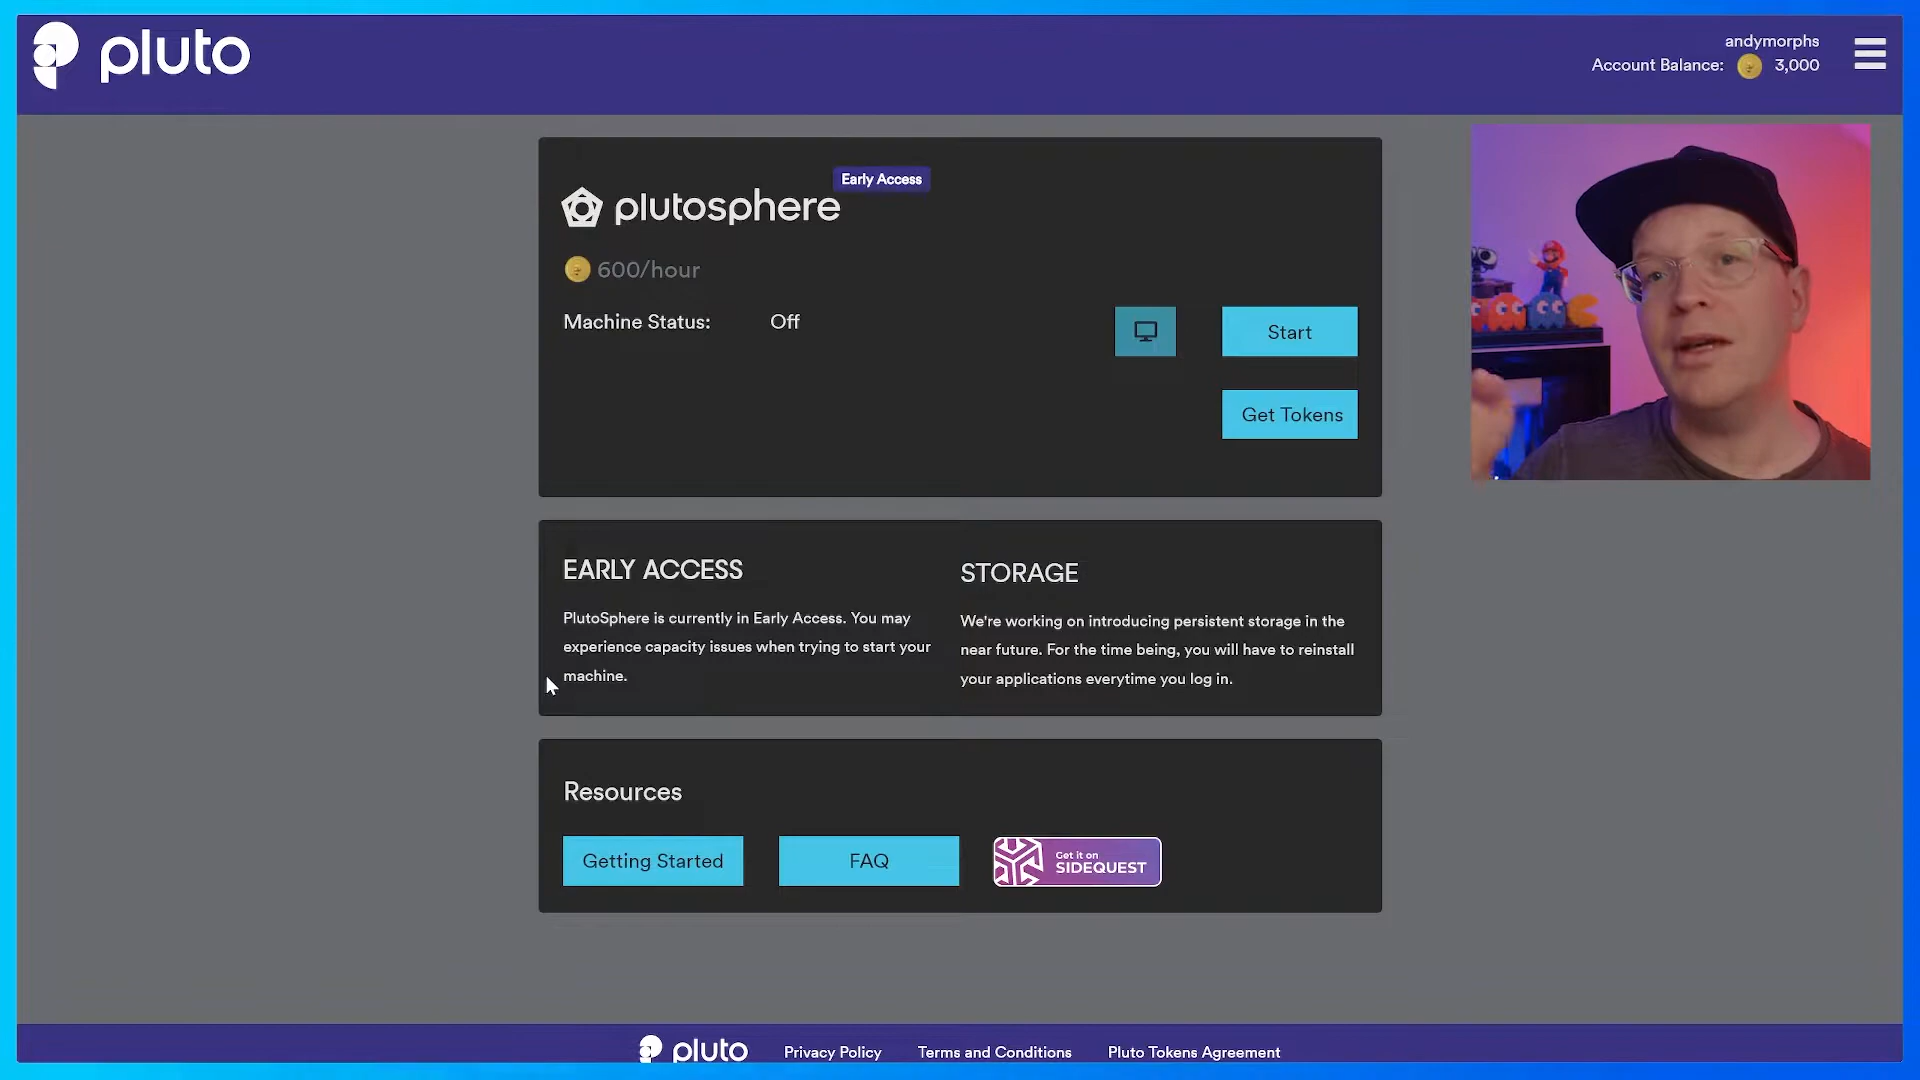 pluto
andymorphs
Account Balance: 3,000
Early Access
plutosphere
600/hour
Machine Status: Off
Start
Get Tokens
EARLY ACCESS
PlutoSphere is currently in Early Access. You may
experience capacity issues when trying to start your
machine.
STORAGE
We're working on introducing persistent storage in the
near future. For the time being, you will have to reinstall
your applications everytime you log in.
Resources
Getting Started
FAQ
Get it on
SIDEQUEST
pluto
Privacy Policy
Terms and Conditions
Pluto Tokens Agreement